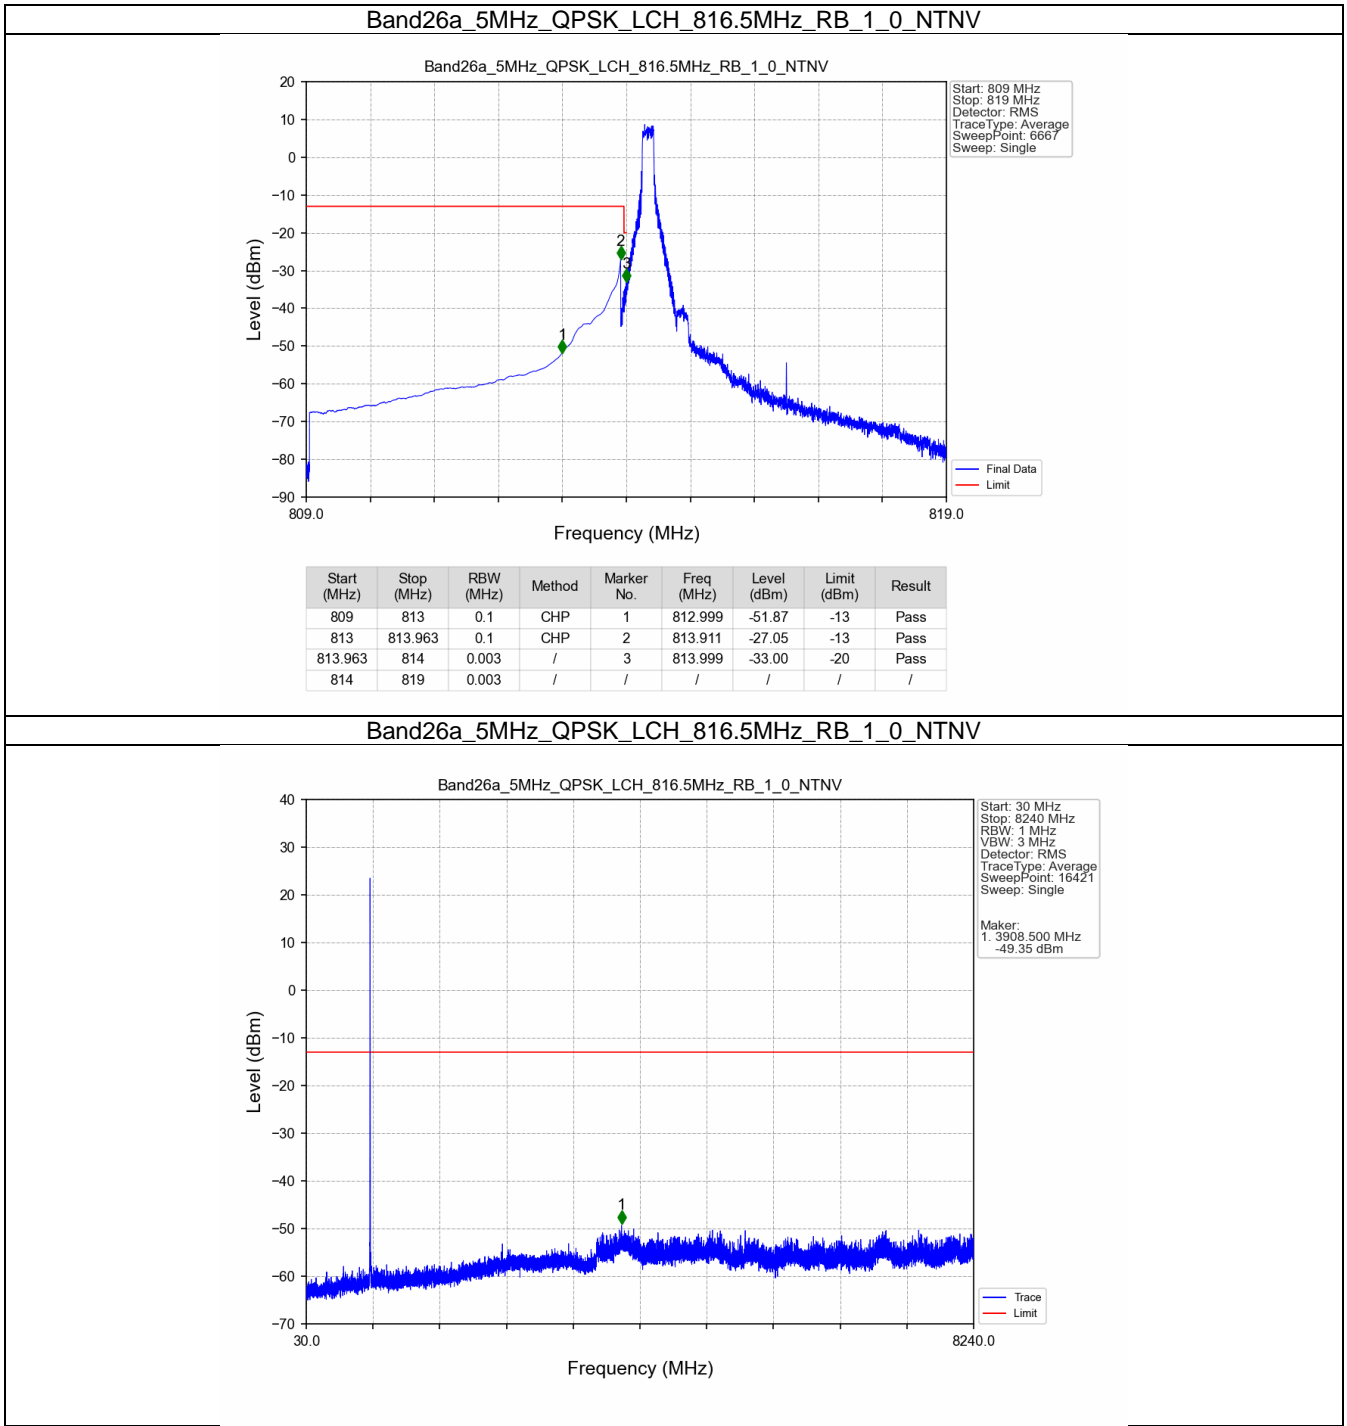 Band26a_5MHz_QPSK_LCH_816.5MHz_RB_1_0_NTNV
Band26a_5MHz_QPSK_LCH_816.5MHz_RB_1_0_NTNV
20
10
0
−10
−20
−30
−40
−50
−60
−70
−80
−90
Level (dBm)
1
2
3
809.0
819.0
Frequency (MHz)
Start: 809 MHz
Stop: 819 MHz
Detector: RMS
TraceType: Average
SweepPoint: 6667
Sweep: Single
Final Data
Limit
Start (MHz) Stop (MHz) RBW (MHz) Method Marker No. Freq (MHz) Level (dBm) Limit (dBm) Result
809 813 0.1 CHP 1 812.999 -51.87 -13 Pass
813 813.963 0.1 CHP 2 813.911 -27.05 -13 Pass
813.963 814 0.003 / 3 813.999 -33.00 -20 Pass
814 819 0.003 / / / / / /
Band26a_5MHz_QPSK_LCH_816.5MHz_RB_1_0_NTNV
Band26a_5MHz_QPSK_LCH_816.5MHz_RB_1_0_NTNV
40
30
20
10
0
−10
−20
−30
−40
−50
−60
−70
Level (dBm)
1
30.0
8240.0
Frequency (MHz)
Start: 30 MHz
Stop: 8240 MHz
RBW: 1 MHz
VBW: 3 MHz
Detector: RMS
TraceType: Average
SweepPoint: 16421
Sweep: Single
Maker:
1. 3908.500 MHz
-49.35 dBm
Trace
Limit